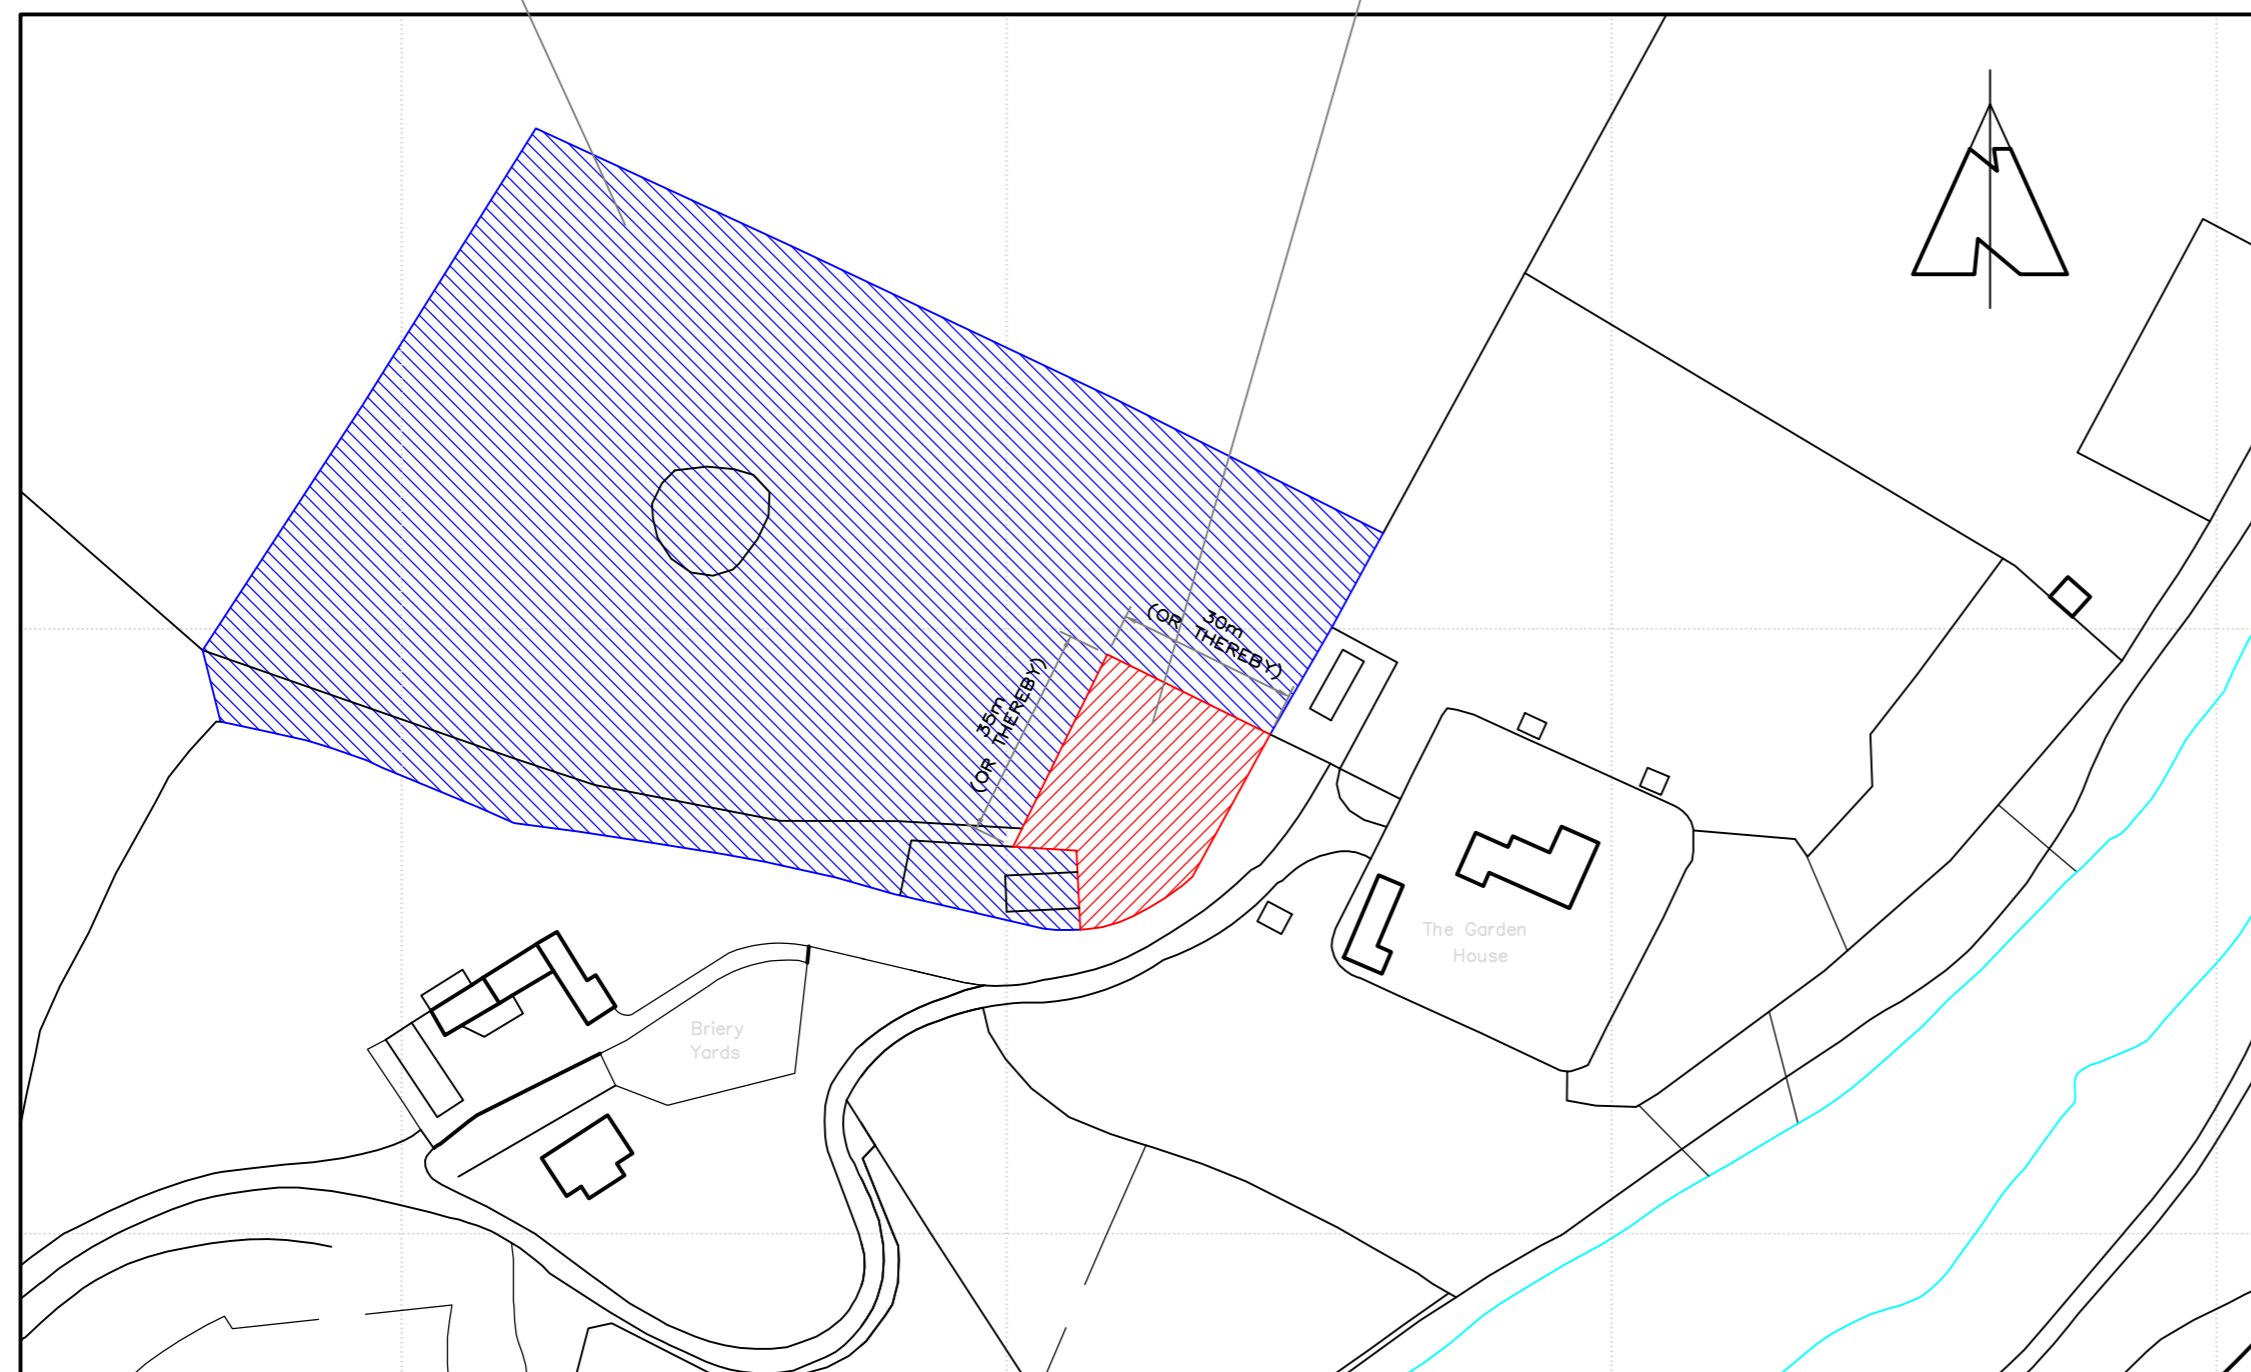 30m
(OR THEREBY)
35m
(OR THEREBY)
The Garden
House
Briery
Yards